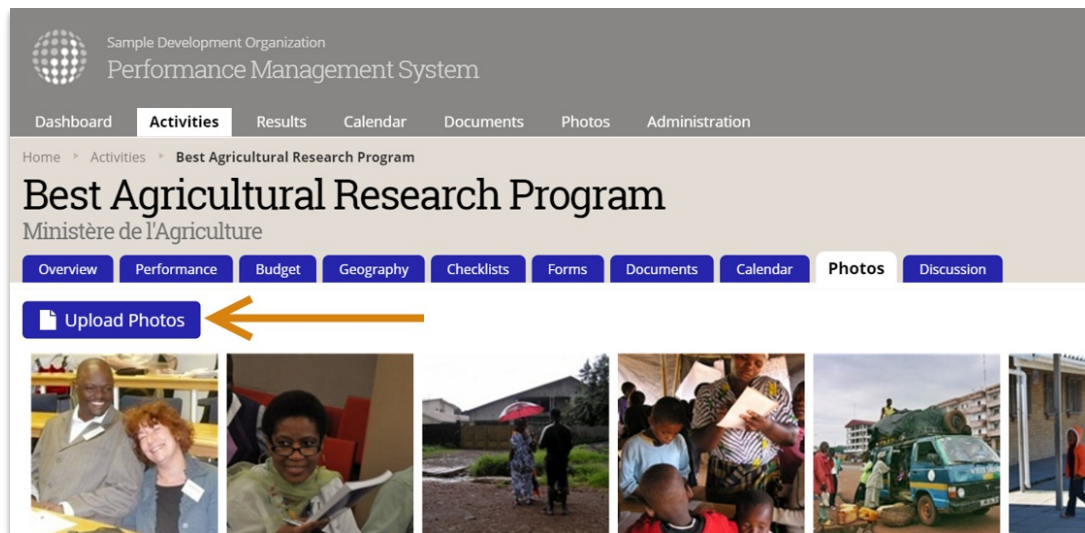 Sample Development Organization
Performance Management System
Dashboard Activities Results Calendar Documents Photos Administration
Home Activities Best Agricultural Research Program
Best Agricultural Research Program
Ministère de l'Agriculture
Overview Performance Budget Geography Checklists Forms Documents Calendar Photos Discussion
Upload Photos